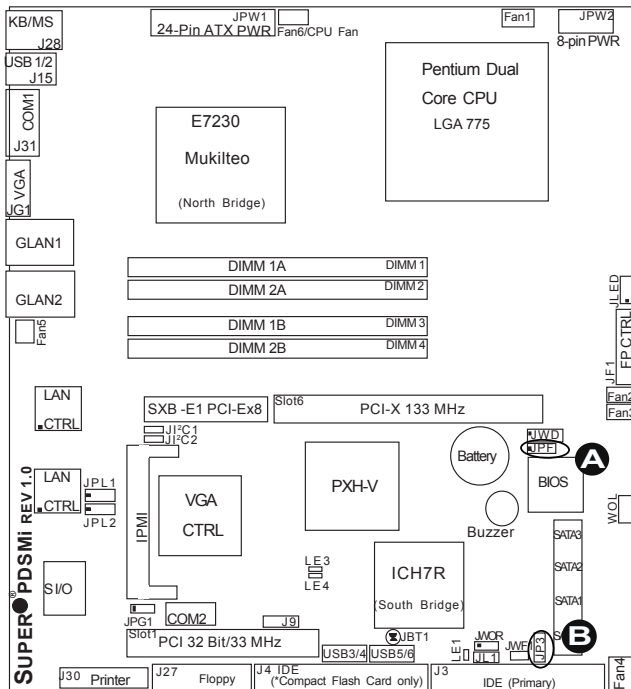 KB/MS
J28
USB 1/2
J15
COM1
J31
VGA
JG1
GLAN1
GLAN2
Fan5
JPW1
24-Pin ATX PWR
Fan6/CPU Fan
Fan1
JPW2
8-pin PWR
Pentium Dual
Core CPU
LGA 775
E7230
Mukilteo
(North Bridge)
DIMM 1A DIMM 1
DIMM 2A DIMM 2
DIMM 1B DIMM 3
DIMM 2B DIMM 4
JLED
FP CTRL
JF1
Fan2
Fan3
LAN
CTRL
SXB -E1 PCI-Ex8
Slot6
PCI-X 133 MHz
JI²C1
JI²C2
JWD
JPF
A
Battery
BIOS
Buzzer
WOL
LAN
CTRL
JPL1
JPL2
IPMI
VGA
CTRL
PXH-V
SATA3
SATA2
SATA1
LE3
LE4
ICH7R
(South Bridge)
SUPER® PDSMi REV 1.0
SI/O
JPG1
COM2
J9
JBT1
Slot1
PCI 32 Bit/33 MHz
USB3/4
USB5/6
LE1
JWOR
JL1
JWF1
JP3
B
Fan4
J30 Printer
J27 Floppy
J4 IDE
(*Compact Flash Card only)
J3
IDE (Primary)